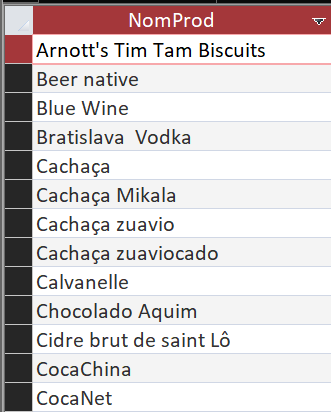 NomProd
Arnott's Tim Tam Biscuits
Beer native
Blue Wine
Bratislava  Vodka
Cachaça
Cachaça Mikala
Cachaça zuavio
Cachaça zuaviocado
Calvanelle
Chocolado Aquim
Cidre brut de saint Lô
CocaChina
CocaNet